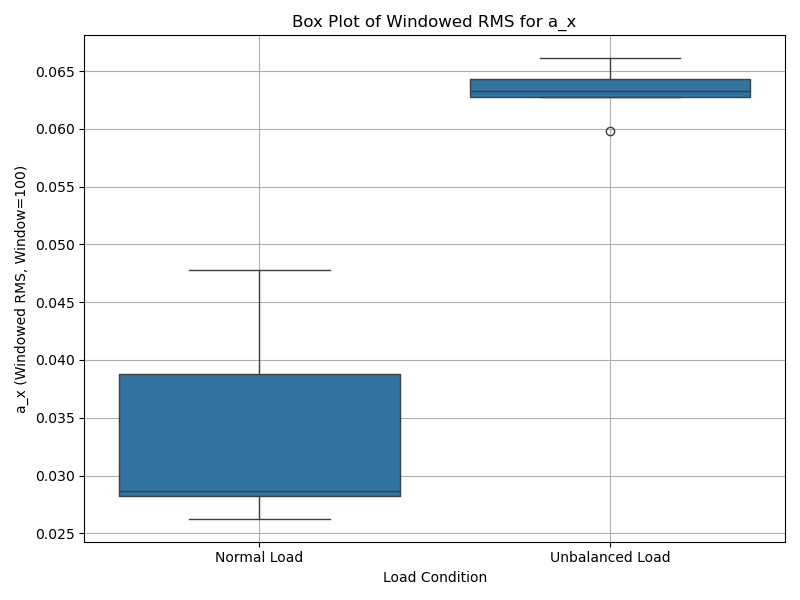 Box Plot of Windowed RMS for a_x
a_x (Windowed RMS, Window=100)
0.065
0.060
0.055
0.050
0.045
0.040
0.035
0.030
0.025
Normal Load
Unbalanced Load
Load Condition